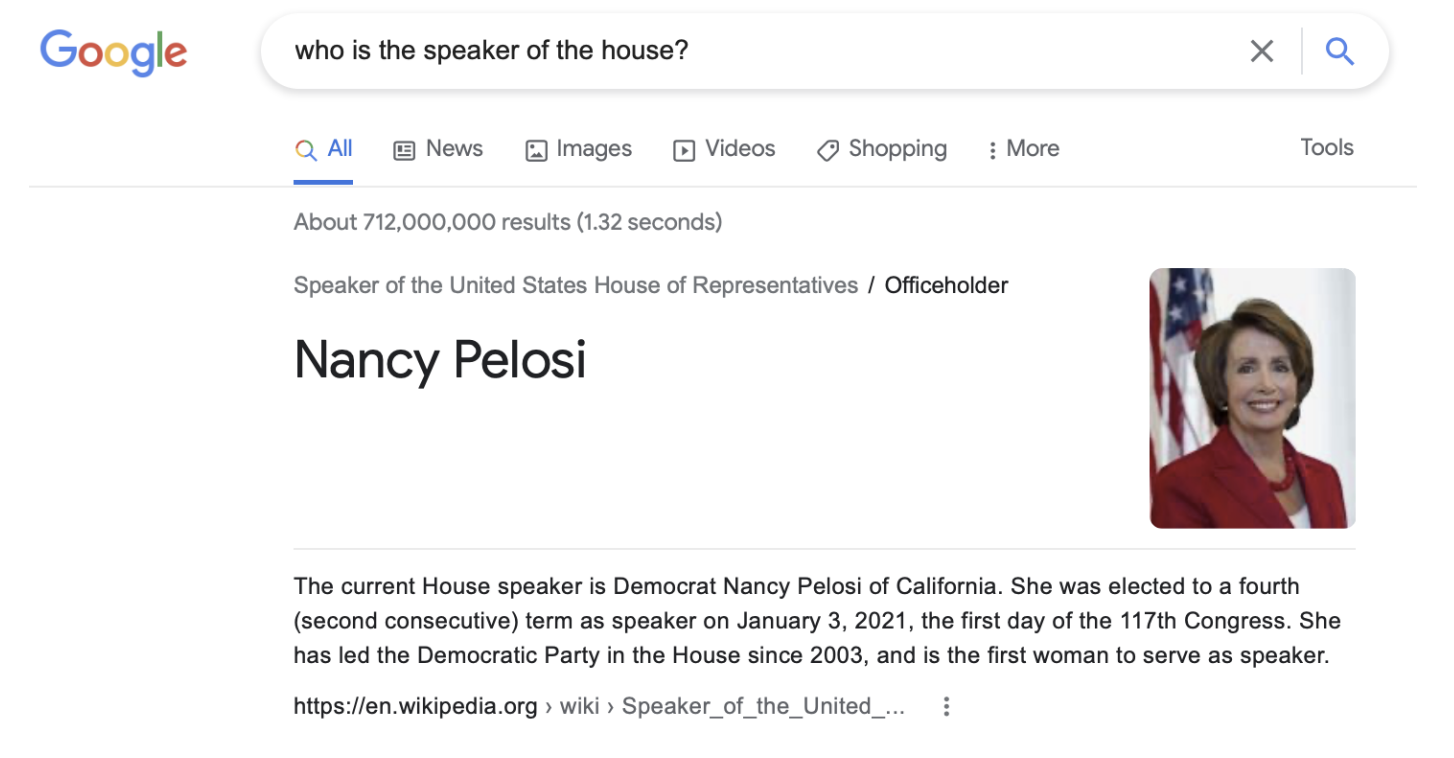 Google
who is the speaker of the house?
All News Images Videos Shopping More Tools
About 712,000,000 results (1.32 seconds)
Speaker of the United States House of Representatives / Officeholder
Nancy Pelosi
The current House speaker is Democrat Nancy Pelosi of California. She was elected to a fourth
(second consecutive) term as speaker on January 3, 2021, the first day of the 117th Congress. She
has led the Democratic Party in the House since 2003, and is the first woman to serve as speaker.
https://en.wikipedia.org › wiki › Speaker_of_the_United_...